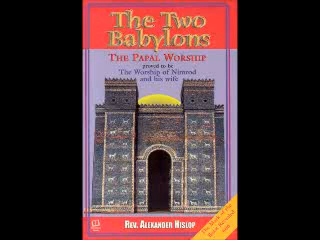 The Two
Babylons
THE PAPAL WORSHIP
proved to be
The Worship of Nimrod
and his wife
REV. ALEXANDER HISLOP